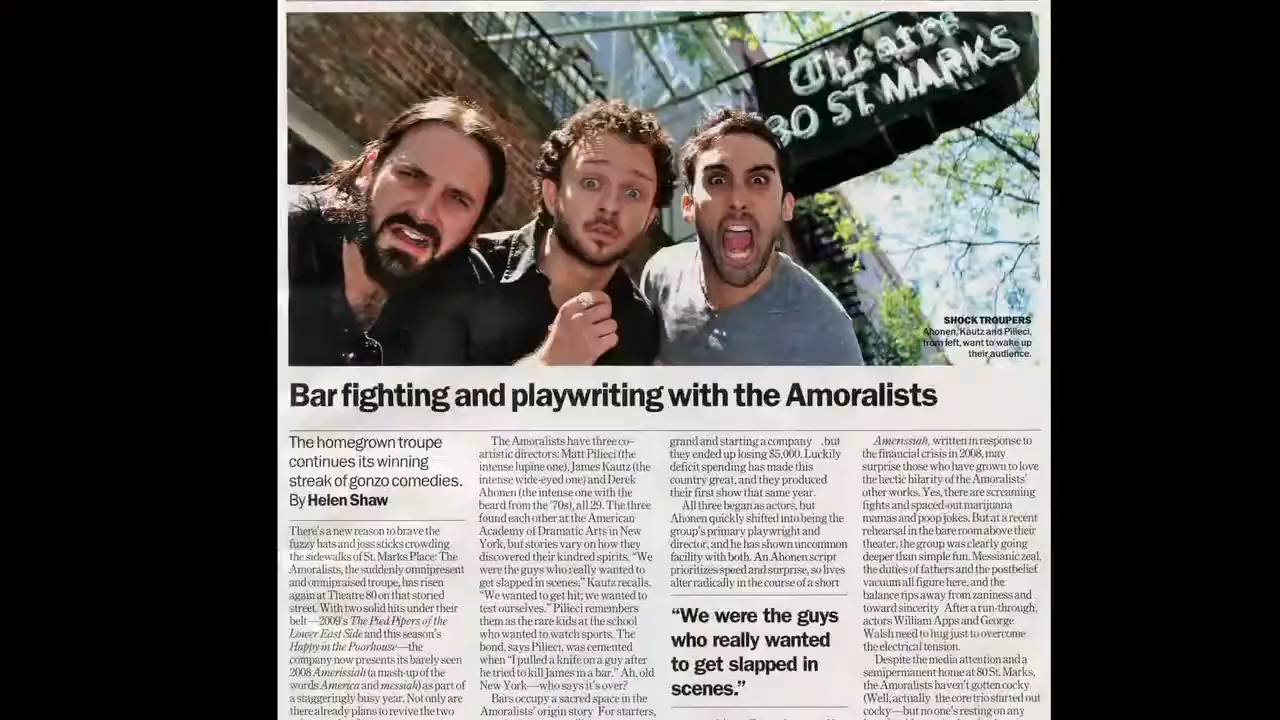 Theatre
80 ST. MARKS
SHOCK TROUPERS
Ahonen, Kautz and Pilieci,
from left, want to wake up
their audience.
Bar fighting and playwriting with the Amoralists
The homegrown troupe
continues its winning
streak of gonzo comedies.
By Helen Shaw
There's a new reason to brave the
fuzzy hats and joss sticks crowding
the sidewalks of St. Marks Place: The
Amoralists, the suddenly omnipresent
and omnipraised troupe, has risen
again at Theatre 80 on that storied
street. With two solid hits under their
belt—2009's The Pied Pipers of the
Lower East Side and this season's
Happy in the Poorhouse—the
company now presents its barely seen
2008 Amerissiah (a mash-up of the
words America and messiah) as part of
a staggeringly busy year. Not only are
there already plans to revive the two
The Amoralists have three co-
artistic directors: Matt Pilieci (the
intense lupine one), James Kautz (the
intense wide-eyed one) and Derek
Ahonen (the intense one with the
beard from the '70s), all 29. The three
found each other at the American
Academy of Dramatic Arts in New
York, but stories vary on how they
discovered their kindred spirits. "We
were the guys who really wanted to
get slapped in scenes," Kautz recalls.
"We wanted to get hit; we wanted to
test ourselves." Pilieci remembers
them as the rare kids at the school
who wanted to watch sports. The
bond, says Pilieci, was cemented
when "I pulled a knife on a guy after
he tried to kill James in a bar." Ah, old
New York—who says it's over?
Bars occupy a sacred space in the
Amoralists' origin story For starters,
grand and starting a company .but
they ended up losing $5,000. Luckily
deficit spending has made this
country great, and they produced
their first show that same year.
All three began as actors, but
Ahonen quickly shifted into being the
group's primary playwright and
director, and he has shown uncommon
facility with both. An Ahonen script
prioritizes speed and surprise, so lives
alter radically in the course of a short
"We were the guys
who really wanted
to get slapped in
scenes."
Amerissiah, written in response to
the financial crisis in 2008, may
surprise those who have grown to love
the hectic hilarity of the Amoralists'
other works. Yes, there are screaming
fights and spaced-out marijuana
mamas and poop jokes. But at a recent
rehearsal in the bare room above their
theater, the group was clearly going
deeper than simple fun. Messianic zeal,
the duties of fathers and the postbelief
vacuum all figure here, and the
balance tips away from zaniness and
toward sincerity After a run-through,
actors William Apps and George
Walsh need to hug just to overcome
the electrical tension.
Despite the media attention and a
semipermanent home at 80 St. Marks,
the Amoralists haven't gotten cocky
(Well, actually the core trio started out
cocky—but no one's resting on any